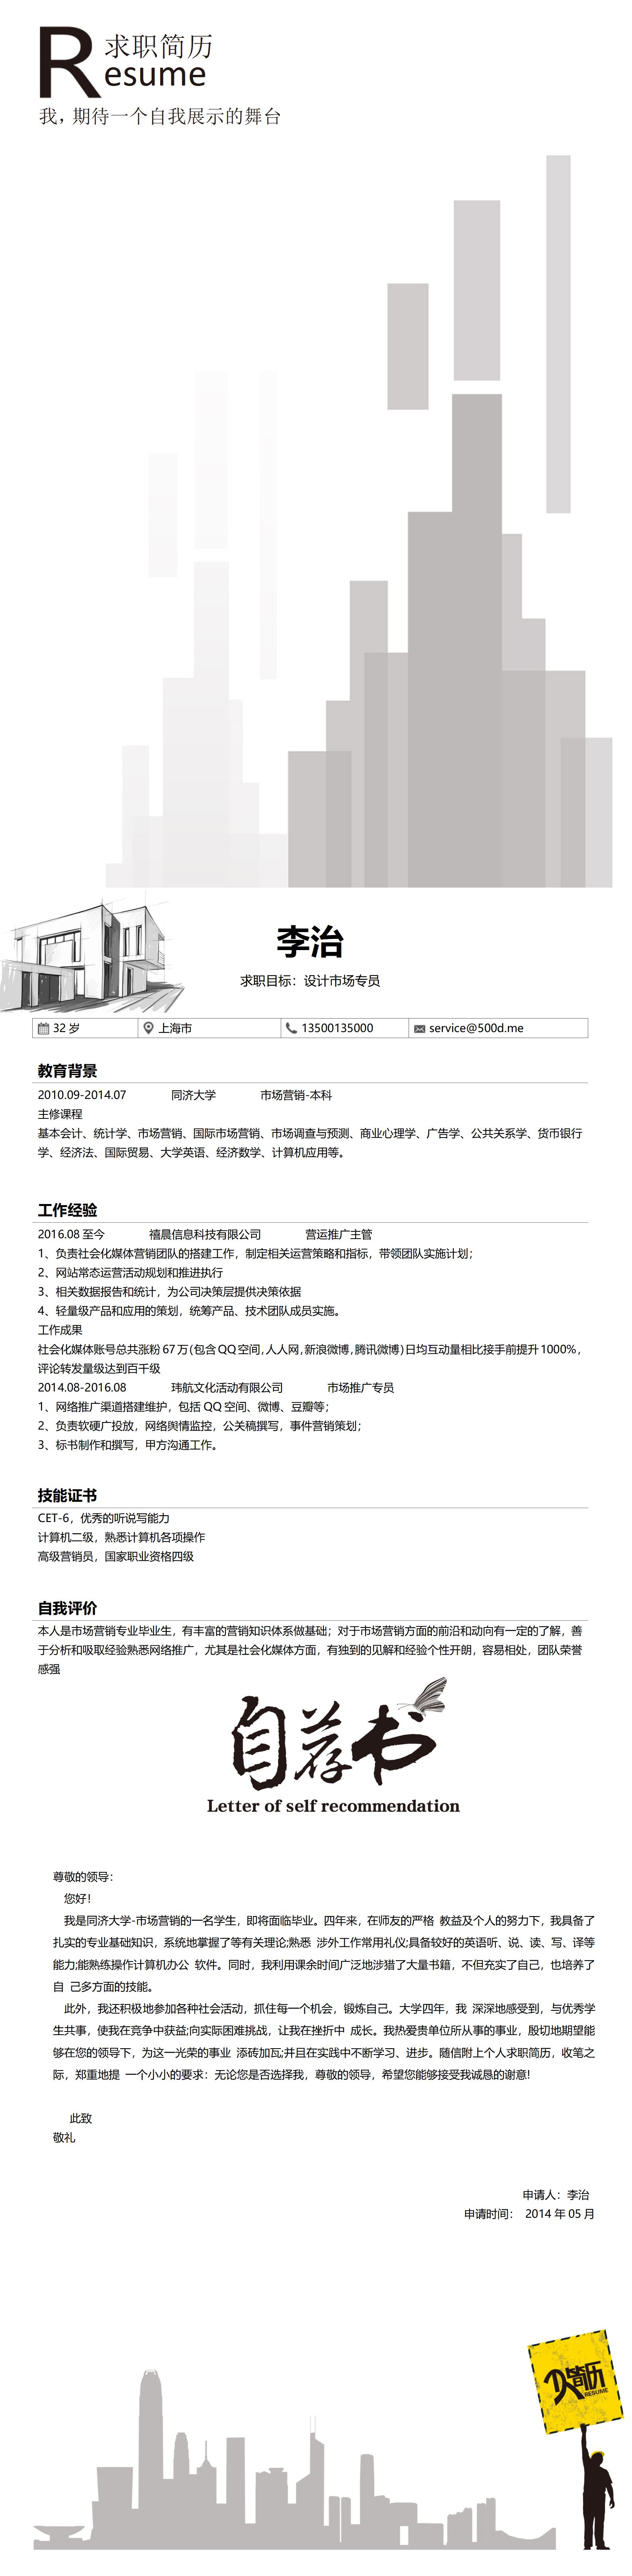 求职简历
Resume
我，期待一个自我展示的舞台
李治
求职目标：设计市场专员
32 岁 上海市 13500135000 service@500d.me
教育背景
2010.09-2014.07 同济大学 市场营销-本科
主修课程
基本会计、统计学、市场营销、国际市场营销、市场调查与预测、商业心理学、广告学、公共关系学、货币银行
学、经济法、国际贸易、大学英语、经济数学、计算机应用等。
工作经验
2016.08 至今 禧晨信息科技有限公司 营运推广主管
1、负责社会化媒体营销团队的搭建工作，制定相关运营策略和指标，带领团队实施计划；
2、网站常态运营活动规划和推进执行
3、相关数据报告和统计，为公司决策层提供决策依据
4、轻量级产品和应用的策划，统筹产品、技术团队成员实施。
工作成果
社会化媒体账号总共涨粉 67 万（包含 QQ 空间，人人网，新浪微博，腾讯微博）日均互动量相比接手前提升 1000%，
评论转发量级达到百千级
2014.08-2016.08 玮航文化活动有限公司 市场推广专员
1、网络推广渠道搭建维护，包括 QQ 空间、微博、豆瓣等；
2、负责软硬广投放，网络舆情监控，公关稿撰写，事件营销策划；
3、标书制作和撰写，甲方沟通工作。
技能证书
CET-6，优秀的听说写能力
计算机二级，熟悉计算机各项操作
高级营销员，国家职业资格四级
自我评价
本人是市场营销专业毕业生，有丰富的营销知识体系做基础；对于市场营销方面的前沿和动向有一定的了解，善
于分析和吸取经验熟悉网络推广，尤其是社会化媒体方面，有独到的见解和经验个性开朗，容易相处，团队荣誉
感强
自荐书
Letter of self recommendation
尊敬的领导：
您好！
我是同济大学-市场营销的一名学生，即将面临毕业。四年来，在师友的严格 教益及个人的努力下，我具备了
扎实的专业基础知识，系统地掌握了等有关理论;熟悉 涉外工作常用礼仪;具备较好的英语听、说、读、写、译等
能力;能熟练操作计算机办公 软件。同时，我利用课余时间广泛地涉猎了大量书籍，不但充实了自己，也培养了
自 己多方面的技能。
此外，我还积极地参加各种社会活动，抓住每一个机会，锻炼自己。大学四年，我 深深地感受到，与优秀学
生共事，使我在竞争中获益;向实际困难挑战，让我在挫折中 成长。我热爱贵单位所从事的事业，殷切地期望能
够在您的领导下，为这一光荣的事业 添砖加瓦;并且在实践中不断学习、进步。随信附上个人求职简历，收笔之
际，郑重地提 一个小小的要求：无论您是否选择我，尊敬的领导，希望您能够接受我诚恳的谢意!
此致
敬礼
申请人：李治
申请时间： 2014 年 05 月
个人简历
RESUME